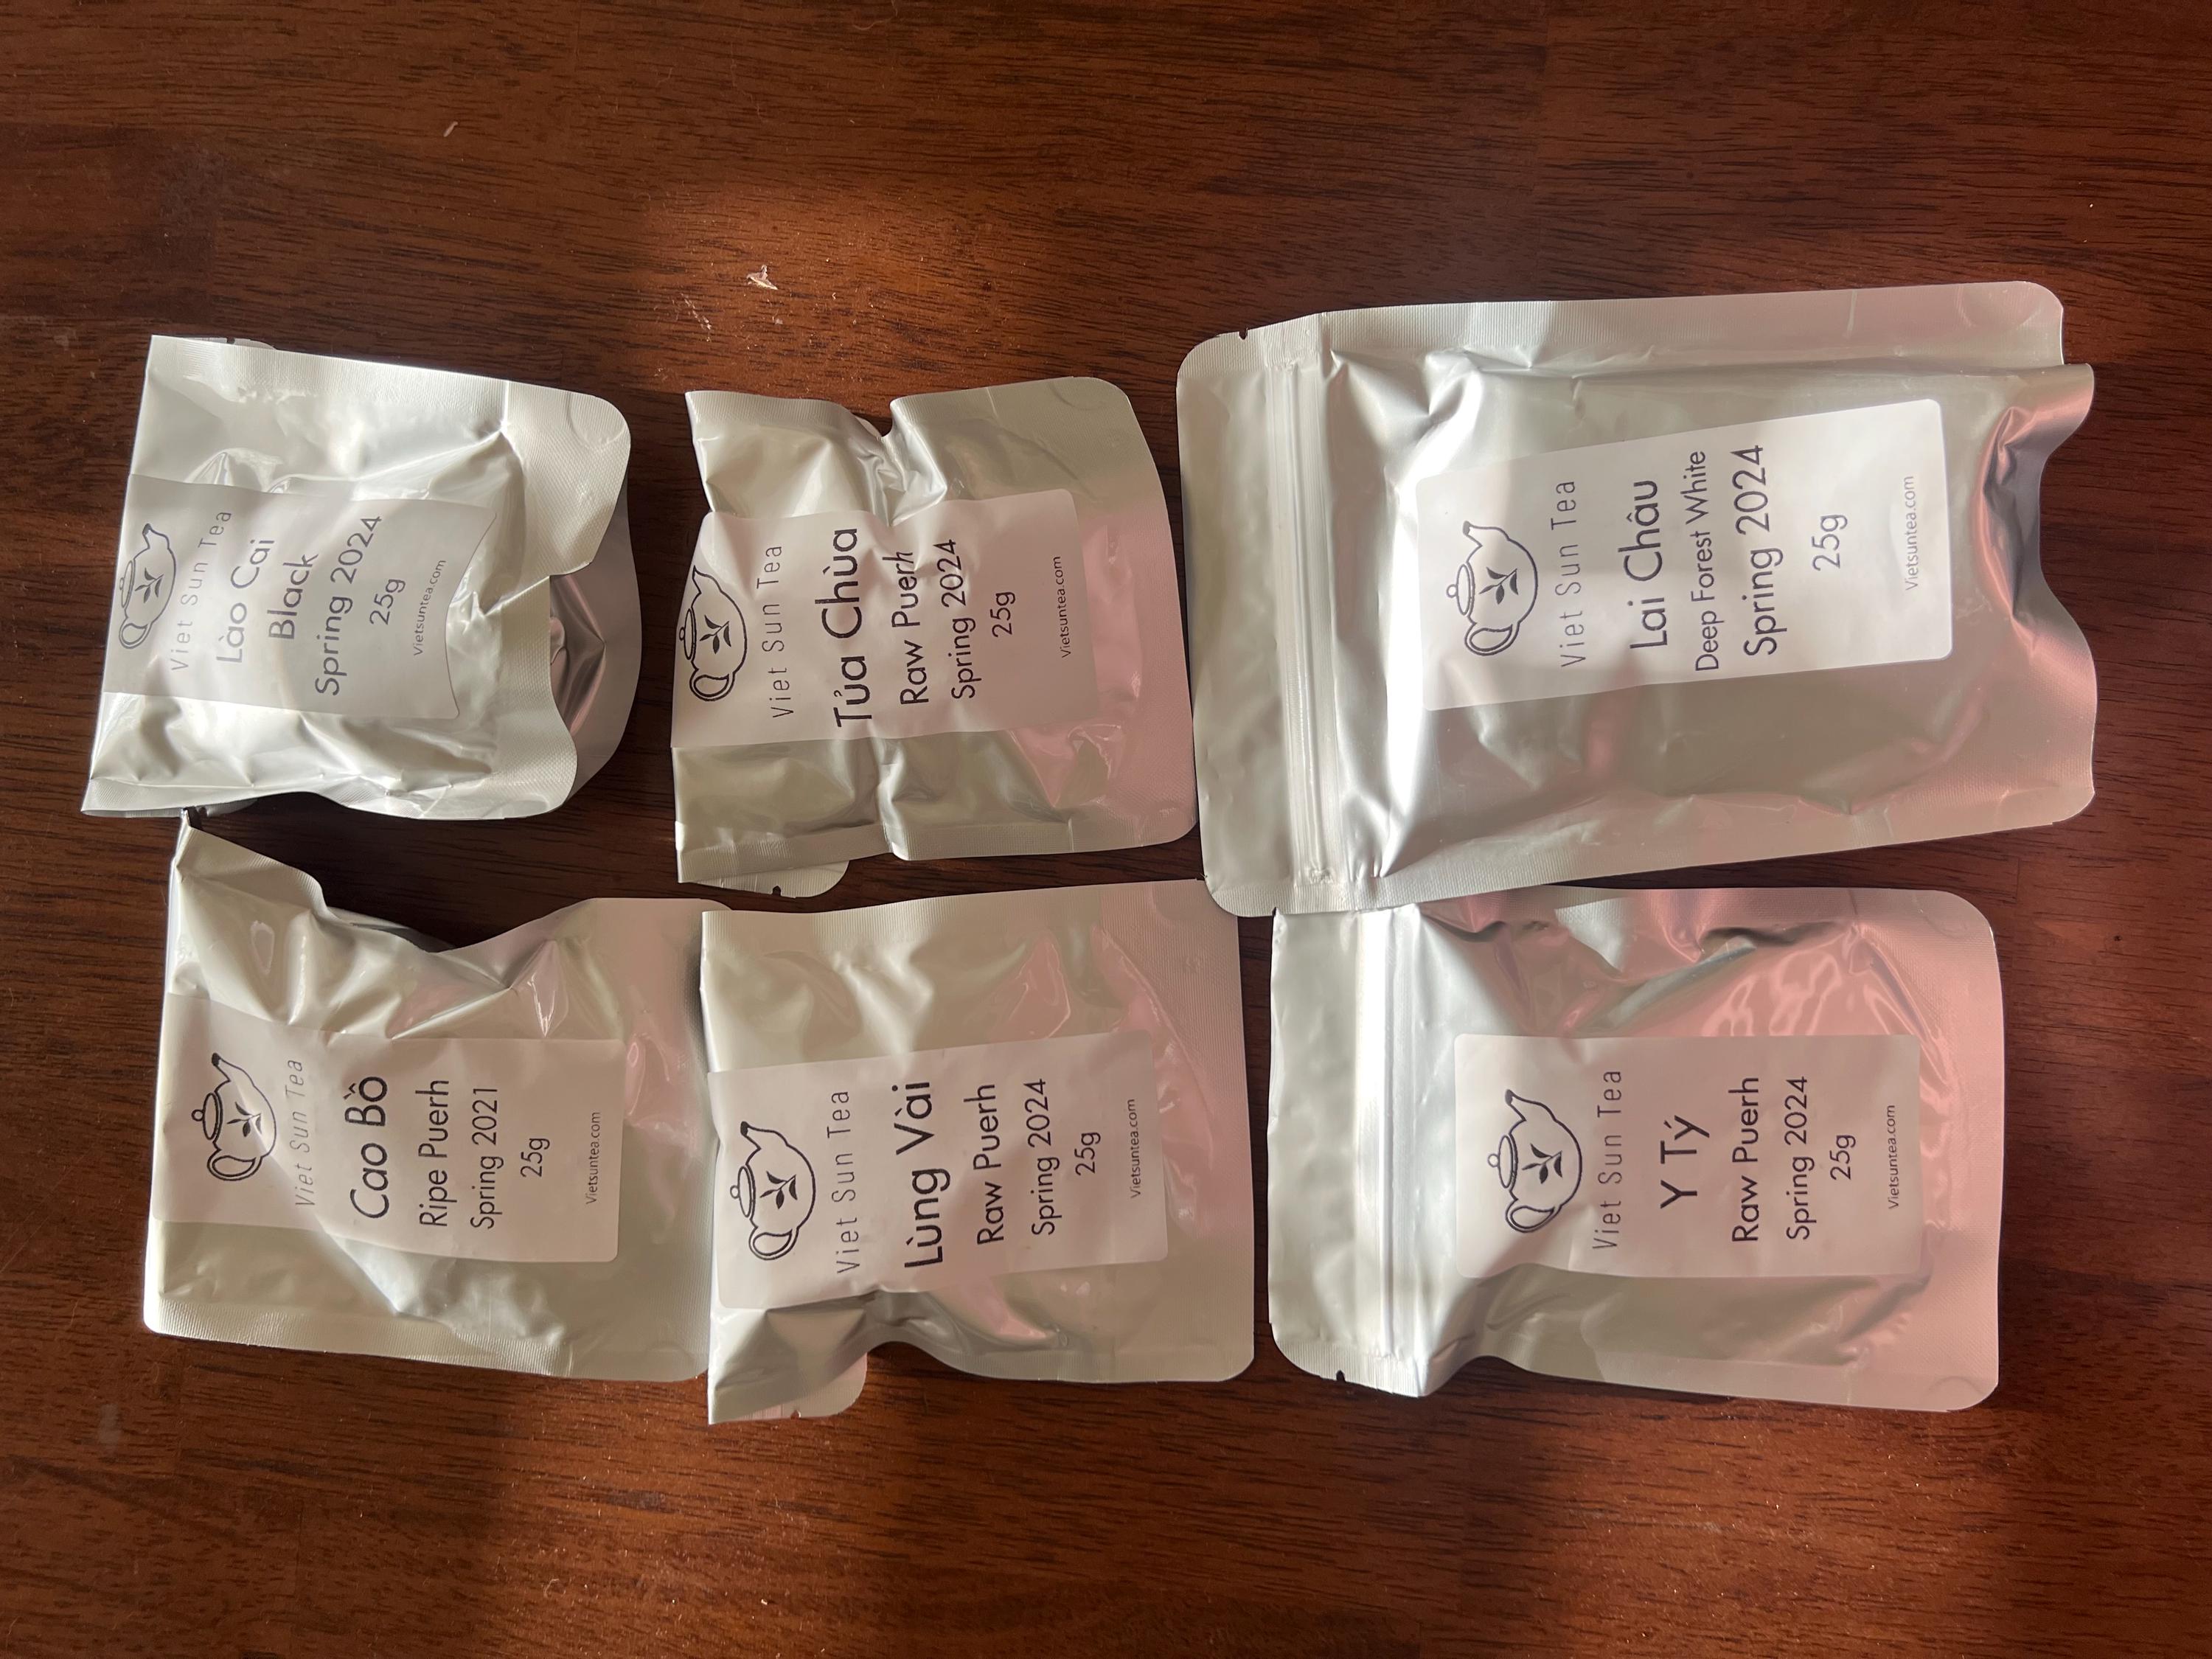 Viet Sun Tea
Cao Bồ
Ripe Puerh
Spring 2021
25g
Vietsuntea.com
Viet Sun Tea
Lào Cai
Black
Spring 2024
25g
Vietsuntea.com
Viet Sun Tea
Lùng Vài
Raw Puerh
Spring 2024
25g
Vietsuntea.com
Viet Sun Tea
Tủa Chùa
Raw Puerh
Spring 2024
25g
Vietsuntea.com
Viet Sun Tea
Y Tý
Raw Puerh
Spring 2024
25g
Vietsuntea.com
Viet Sun Tea
Lai Châu
Deep Forest White
Spring 2024
25g
Vietsuntea.com